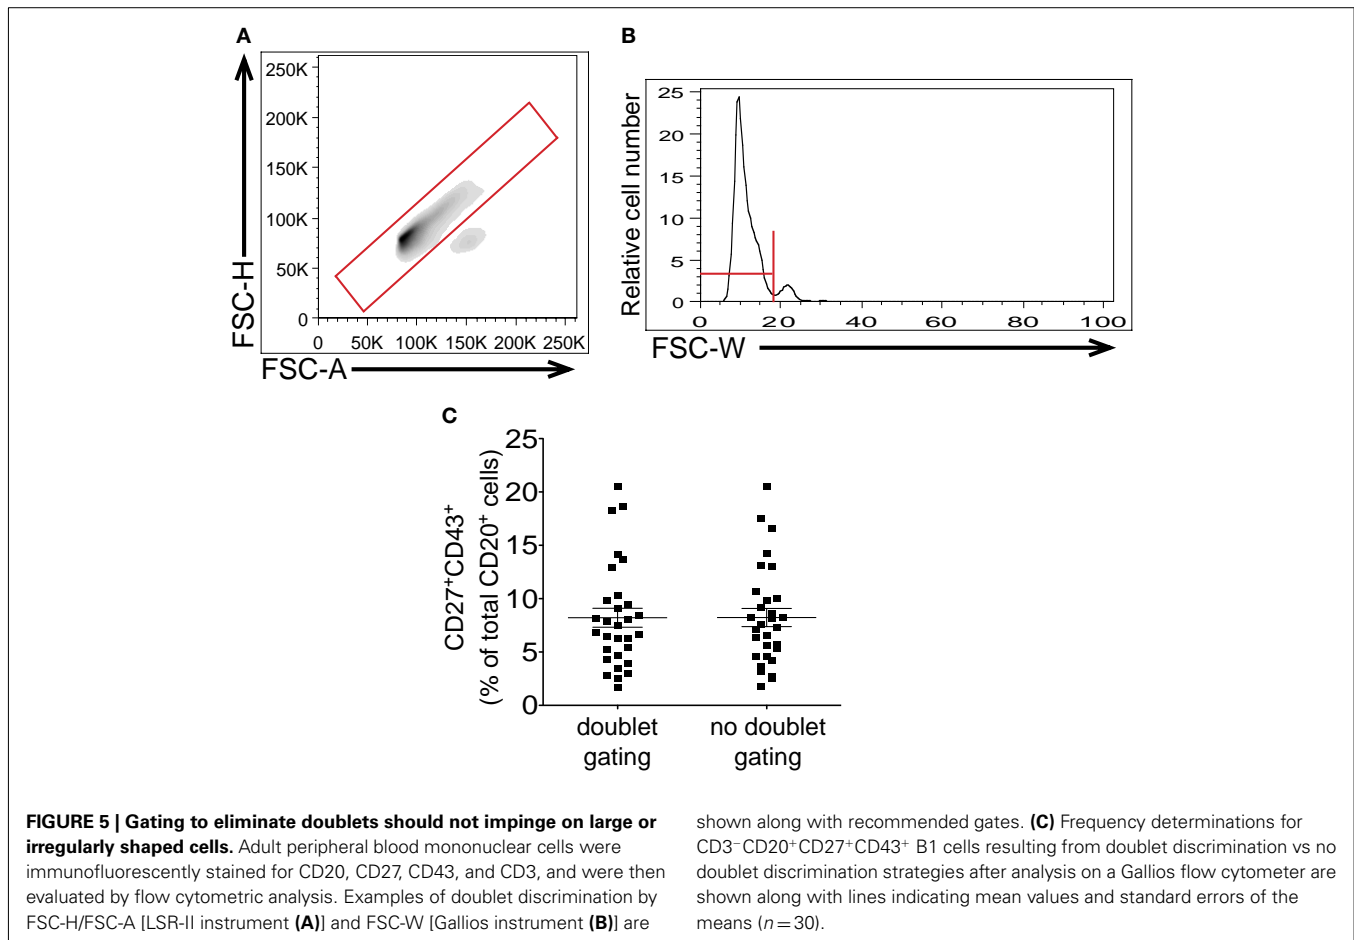 A
250K
200K
150K
100K
50K
0
FSC-H
0 50K 100K 150K 200K 250K
FSC-A
B
25
20
15
10
5
0
Relative cell number
0 20 40 60 80 100
FSC-W
C
25
20
15
10
5
0
CD27⁺CD43⁺
(% of total CD20⁺ cells)
doublet
gating
no doublet
gating
FIGURE 5 | Gating to eliminate doublets should not impinge on large or
irregularly shaped cells. Adult peripheral blood mononuclear cells were
immunofluorescently stained for CD20, CD27, CD43, and CD3, and were then
evaluated by flow cytometric analysis. Examples of doublet discrimination by
FSC-H/FSC-A [LSR-II instrument (A)] and FSC-W [Gallios instrument (B)] are
shown along with recommended gates. (C) Frequency determinations for
CD3⁻CD20⁺CD27⁺CD43⁺ B1 cells resulting from doublet discrimination vs no
doublet discrimination strategies after analysis on a Gallios flow cytometer are
shown along with lines indicating mean values and standard errors of the
means (n = 30).